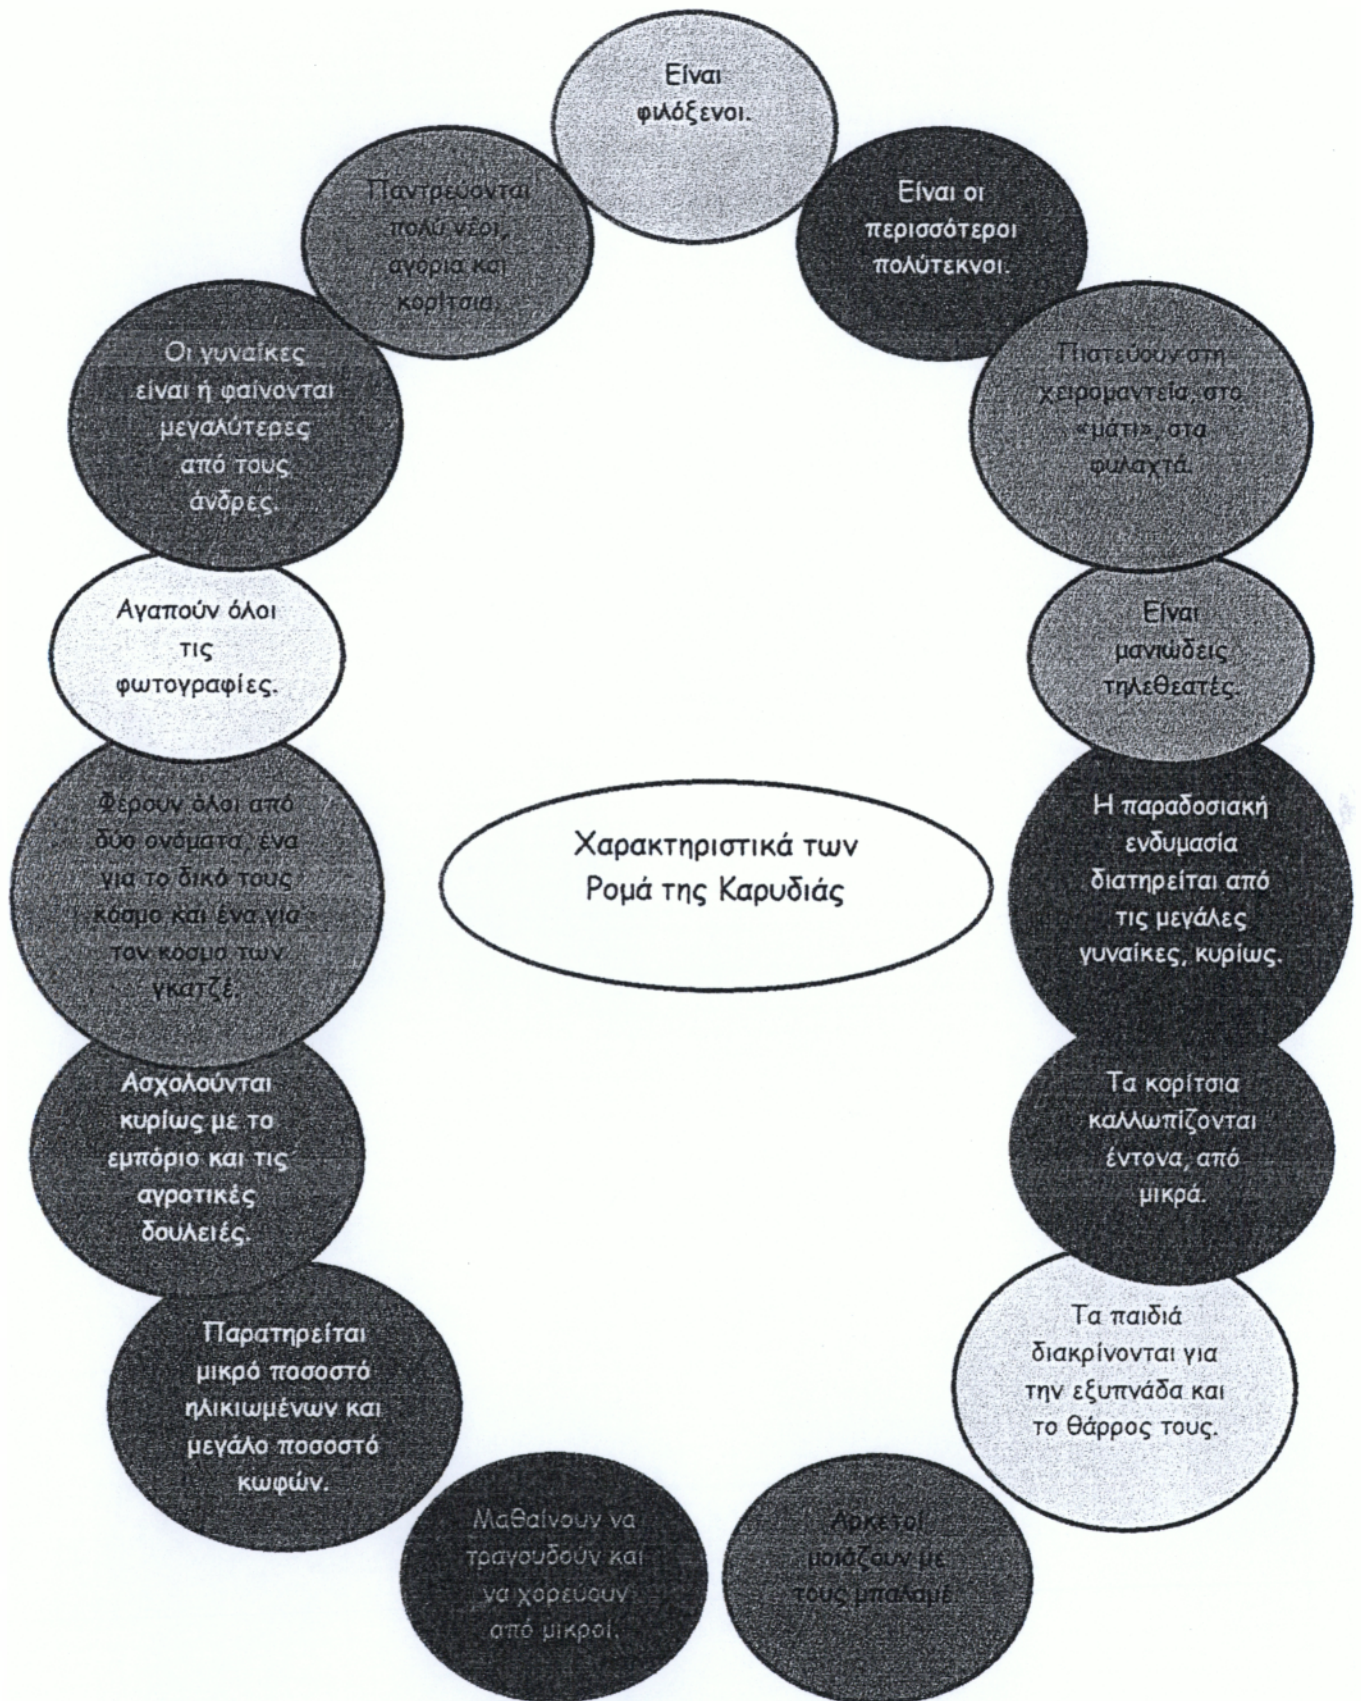 Είναι
φιλόξενοι.
Είναι οι
περισσότεροι
πολύτεκνοι.
Πιστεύουν στη
χειρομαντεία, στο
«μάτι», στα
φυλαχτά.
Είναι
μανιώδεις
τηλεθεατές.
Η παραδοσιακή
ενδυμασία
διατηρείται από
τις μεγάλες
γυναίκες, κυρίως.
Τα κορίτσια
καλλωπίζονται
έντονα, από
μικρά.
Τα παιδιά
διακρίνονται για
την εξυπνάδα και
το θάρρος τους.
Αρκετοί
μοιάζουν με
τους μπαλαμέ.
Μαθαίνουν να
τραγουδούν και
να χορεύουν
από μικροί.
Παρατηρείται
μικρό ποσοστό
ηλικιωμένων και
μεγάλο ποσοστό
κωφών.
Ασχολούνται
κυρίως με το
εμπόριο και τις
αγροτικές
δουλειές.
Φέρουν όλοι από
δύο ονόματα, ένα
για το δικό τους
κόσμο και ένα για
τον κόσμο των
γκατζέ.
Αγαπούν όλοι
τις
φωτογραφίες.
Οι γυναίκες
είναι ή φαίνονται
μεγαλύτερες
από τους
άνδρες.
Παντρεύονται
πολύ νέοι,
αγόρια και
κορίτσια.
Χαρακτηριστικά των
Ρομά της Καρυδιάς